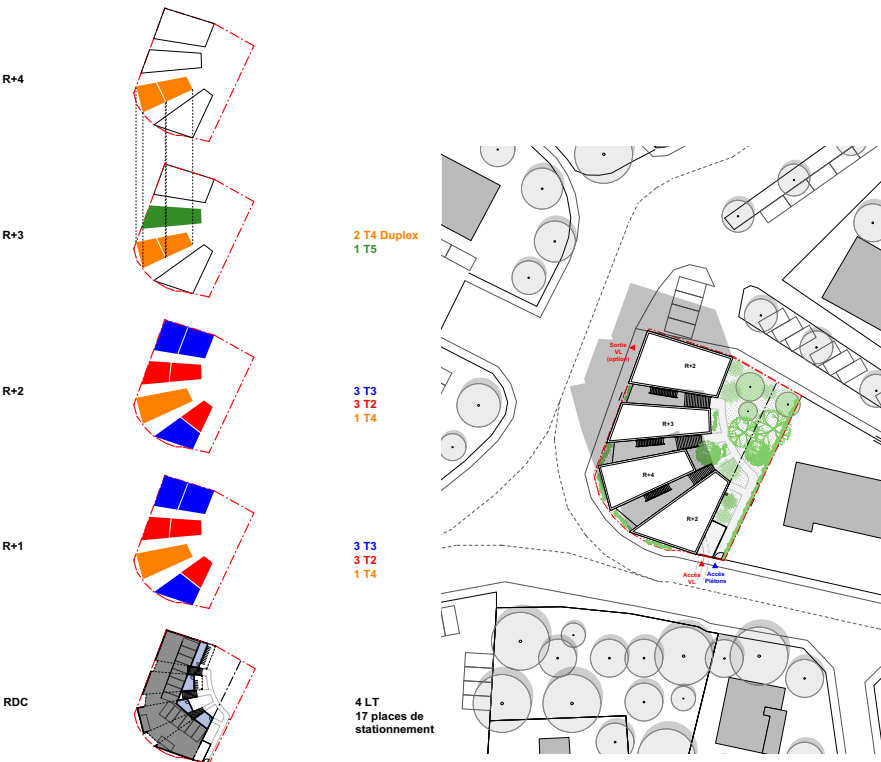 R+4
R+3
2 T4 Duplex
1 T5
R+2
3 T3
3 T2
1 T4
R+1
3 T3
3 T2
1 T4
RDC
4 LT
17 places de
stationnement
Sortie
VL
(option)
R+2
R+3
R+4
R+2
Accès
VL
Accès
Piétons